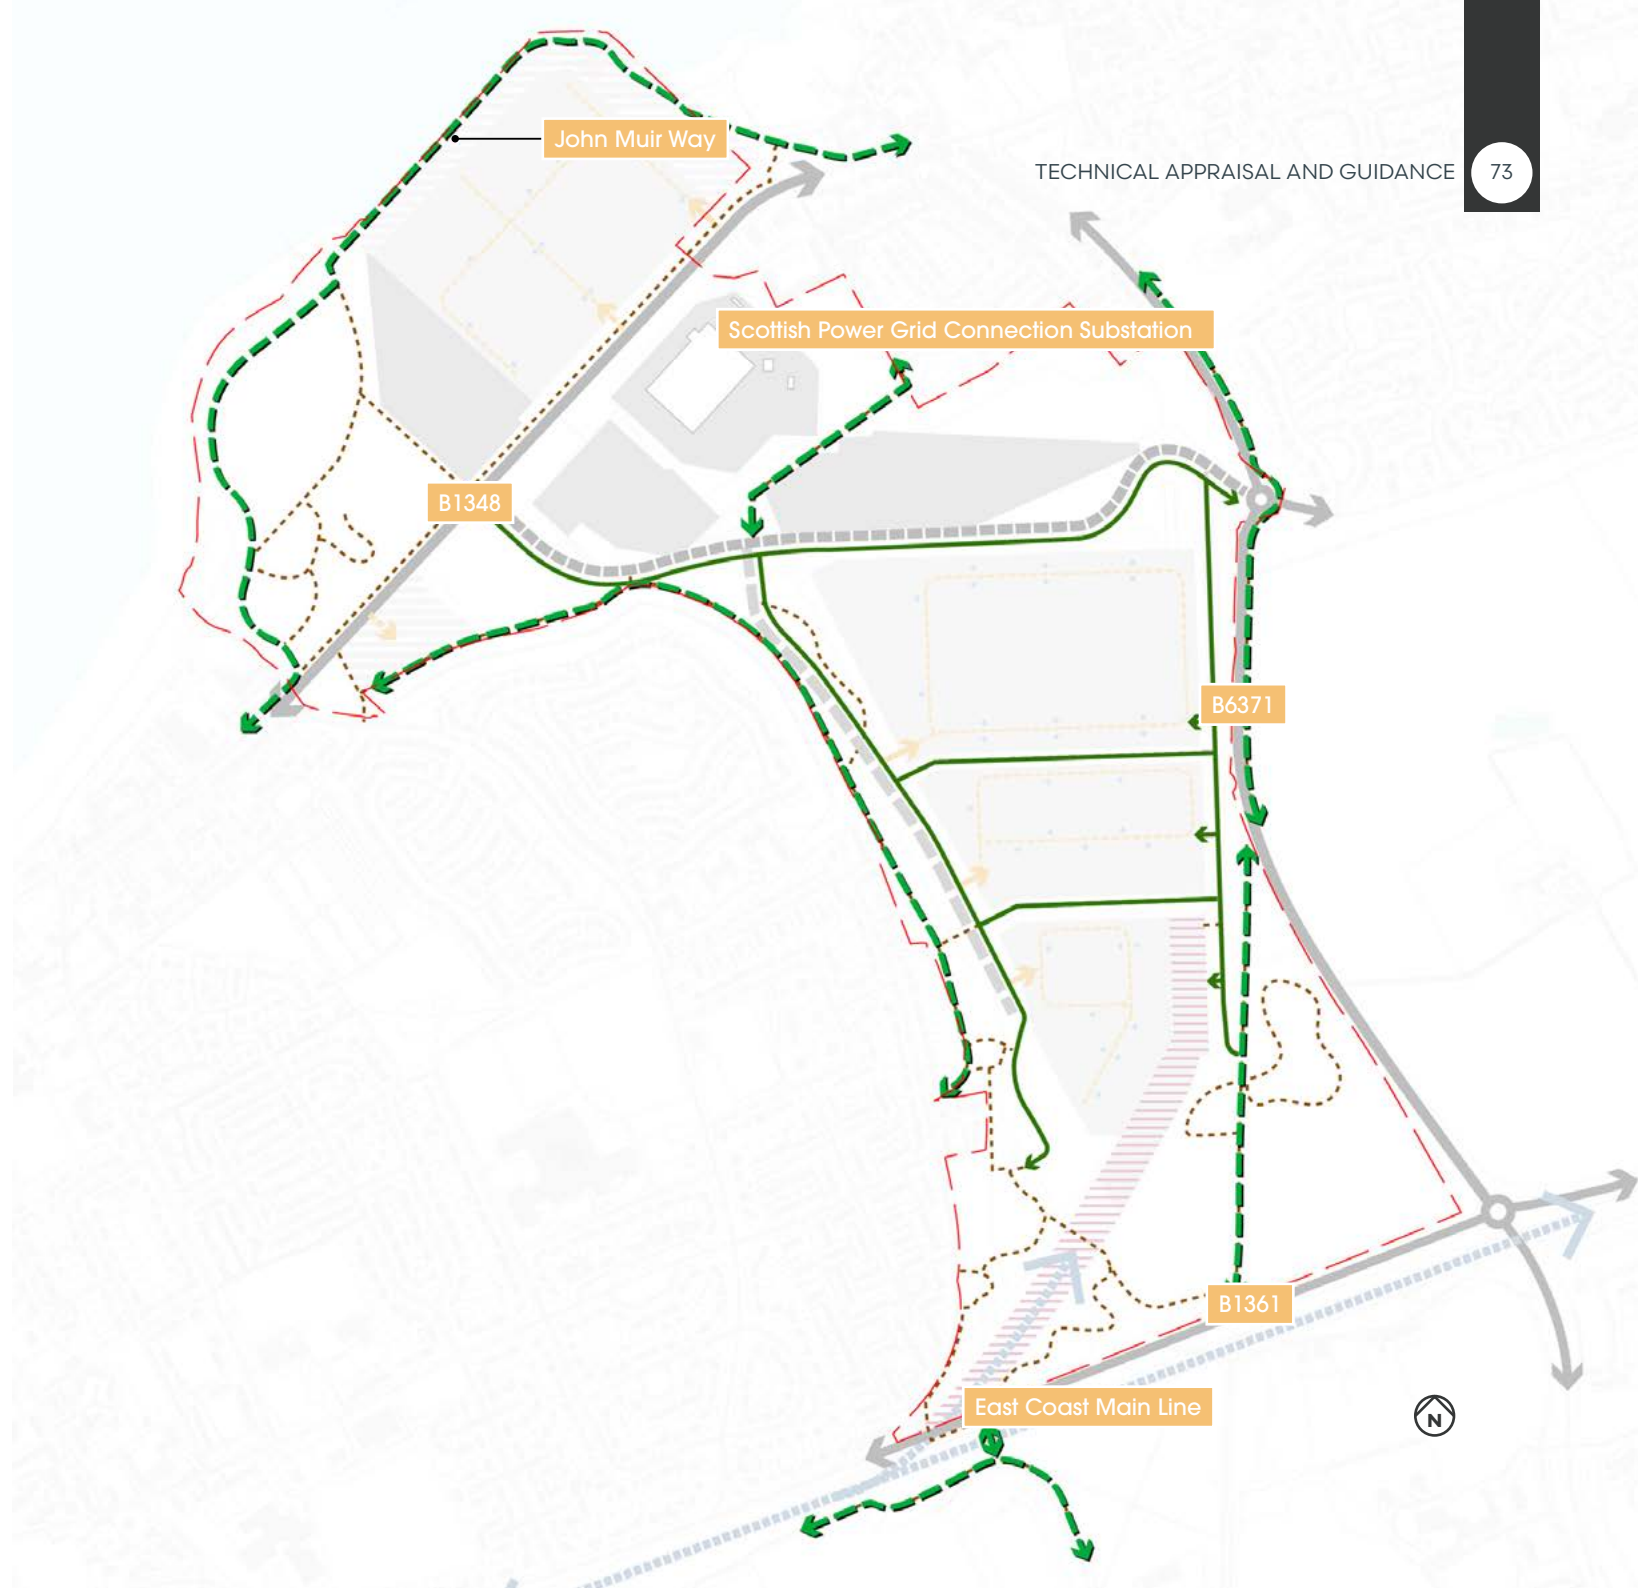 John Muir Way
TECHNICAL APPRAISAL AND GUIDANCE
73
Scottish Power Grid Connection Substation
B1348
B6371
B1361
East Coast Main Line
N